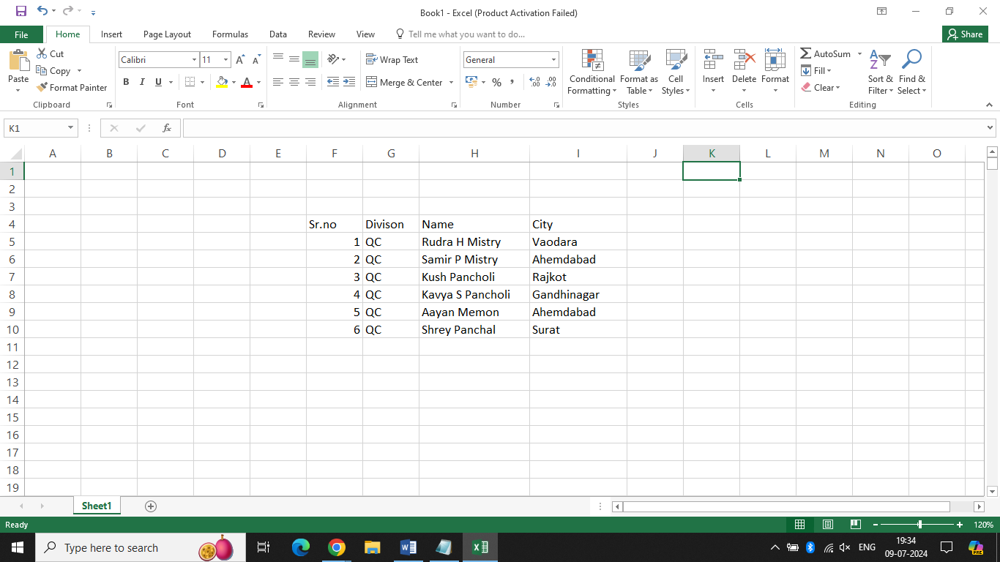 Book1 - Excel (Product Activation Failed)
File Home Insert Page Layout Formulas Data Review View Tell me what you want to do... Share
Paste Cut Copy Format Painter Clipboard
Calibri 11 B I U A A A Font
Wrap Text Merge & Center Alignment
General % , .0 .00 .00 .0 Number
Conditional Formatting Format as Table Cell Styles Styles
Insert Delete Format Cells
AutoSum Fill Clear Sort & Filter Find & Select Editing
K1 fx
A B C D E F G H I J K L M N O
1
2
3
4 Sr.no Divison Name City
5 1 QC Rudra H Mistry Vaodara
6 2 QC Samir P Mistry Ahemdabad
7 3 QC Kush Pancholi Rajkot
8 4 QC Kavya S Pancholi Gandhinagar
9 5 QC Aayan Memon Ahemdabad
10 6 QC Shrey Panchal Surat
11
12
13
14
15
16
17
18
19
Sheet1
Ready 120%
Type here to search ENG 19:34
09-07-2024